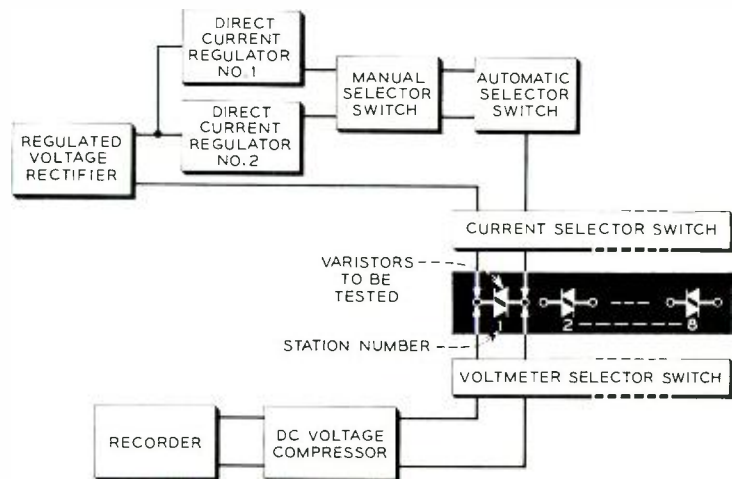 DIRECT
CURRENT
REGULATOR
NO.1
MANUAL
SELECTOR
SWITCH
AUTOMATIC
SELECTOR
SWITCH
DIRECT
CURRENT
REGULATOR
NO.2
REGULATED
VOLTAGE
RECTIFIER
CURRENT SELECTOR SWITCH
VARISTORS
TO BE
TESTED
1
2
8
STATION NUMBER
VOLTMETER SELECTOR SWITCH
RECORDER
DC VOLTAGE
COMPRESSOR